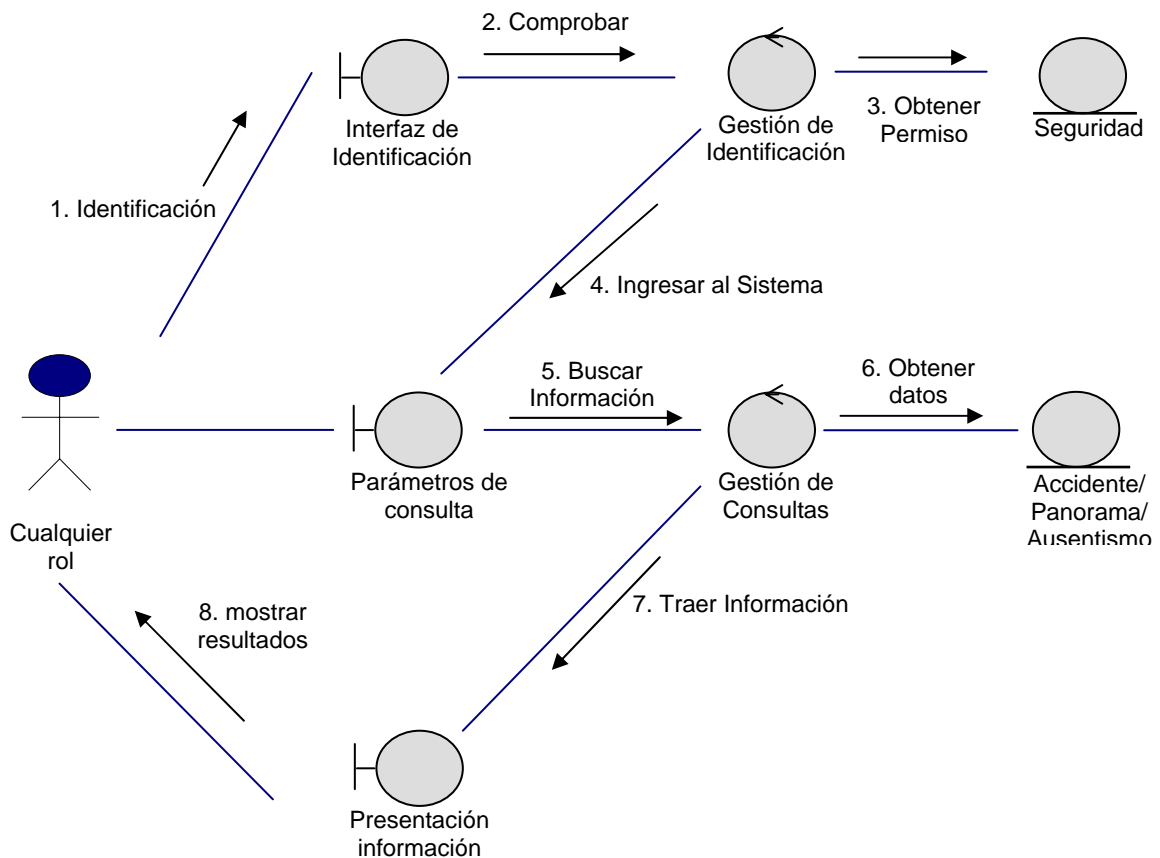 2. Comprobar
Interfaz de
Identificación
Gestión de
Identificación
3. Obtener
Permiso
Seguridad
1. Identificación
4. Ingresar al Sistema
5. Buscar
Información
6. Obtener
datos
Parámetros de
consulta
Gestión de
Consultas
Accidente/
Panorama/
Ausentismo
Cualquier
rol
7. Traer Información
8. mostrar
resultados
Presentación
información